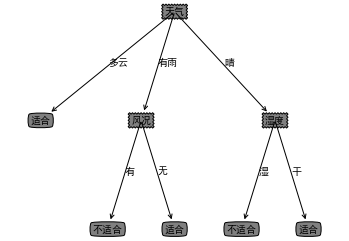 天气
多云
有雨
晴
适合
风况
湿度
有
无
湿
干
不适合
适合
不适合
适合